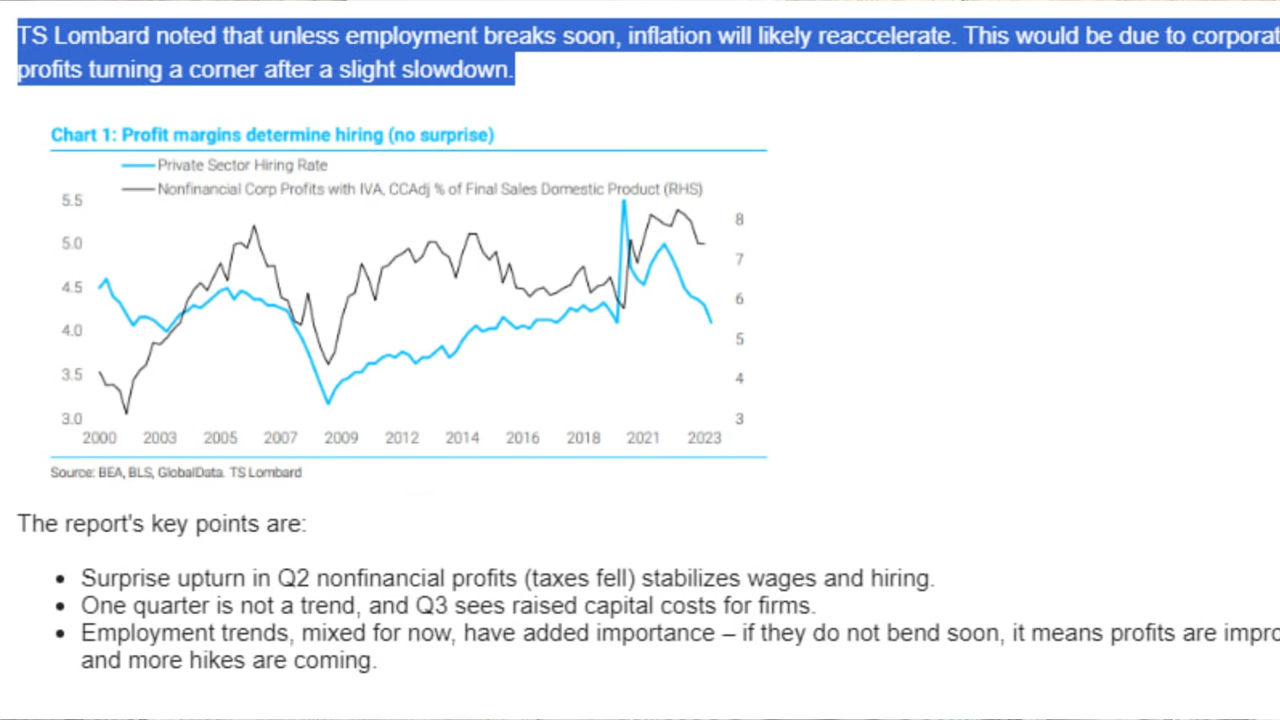 TS Lombard noted that unless employment breaks soon, inflation will likely reaccelerate. This would be due to corporat
profits turning a corner after a slight slowdown.
Chart 1: Profit margins determine hiring (no surprise)
Private Sector Hiring Rate
Nonfinancial Corp Profits with IVA, CCAdj % of Final Sales Domestic Product (RHS)
5.5
5.0
4.5
4.0
3.5
3.0
8
7
6
5
4
3
2000 2003 2005 2007 2009 2012 2014 2016 2018 2021 2023
Source: BEA, BLS, GlobalData. TS Lombard
The report's key points are:
• Surprise upturn in Q2 nonfinancial profits (taxes fell) stabilizes wages and hiring.
• One quarter is not a trend, and Q3 sees raised capital costs for firms.
• Employment trends, mixed for now, have added importance – if they do not bend soon, it means profits are impro
and more hikes are coming.